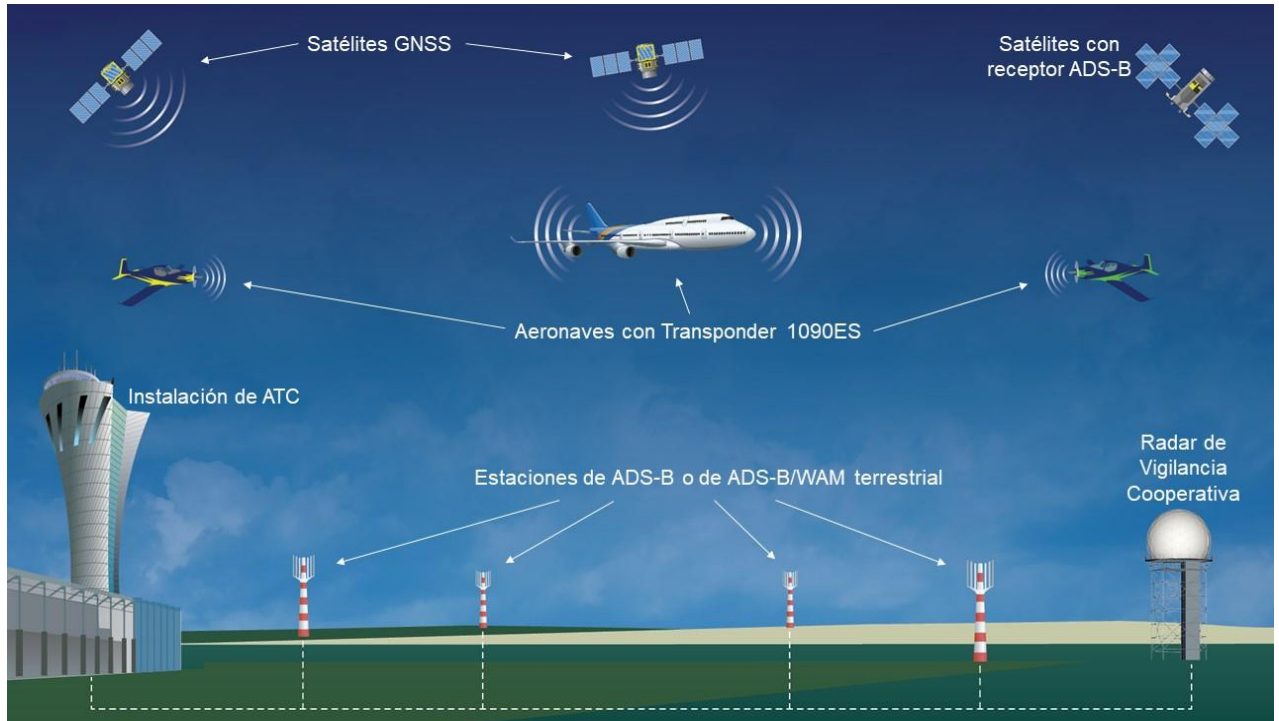 Satélites GNSS
Satélites con
receptor ADS-B
Aeronaves con Transponder 1090ES
Instalación de ATC
Estaciones de ADS-B o de ADS-B/WAM terrestrial
Radar de
Vigilancia
Cooperativa